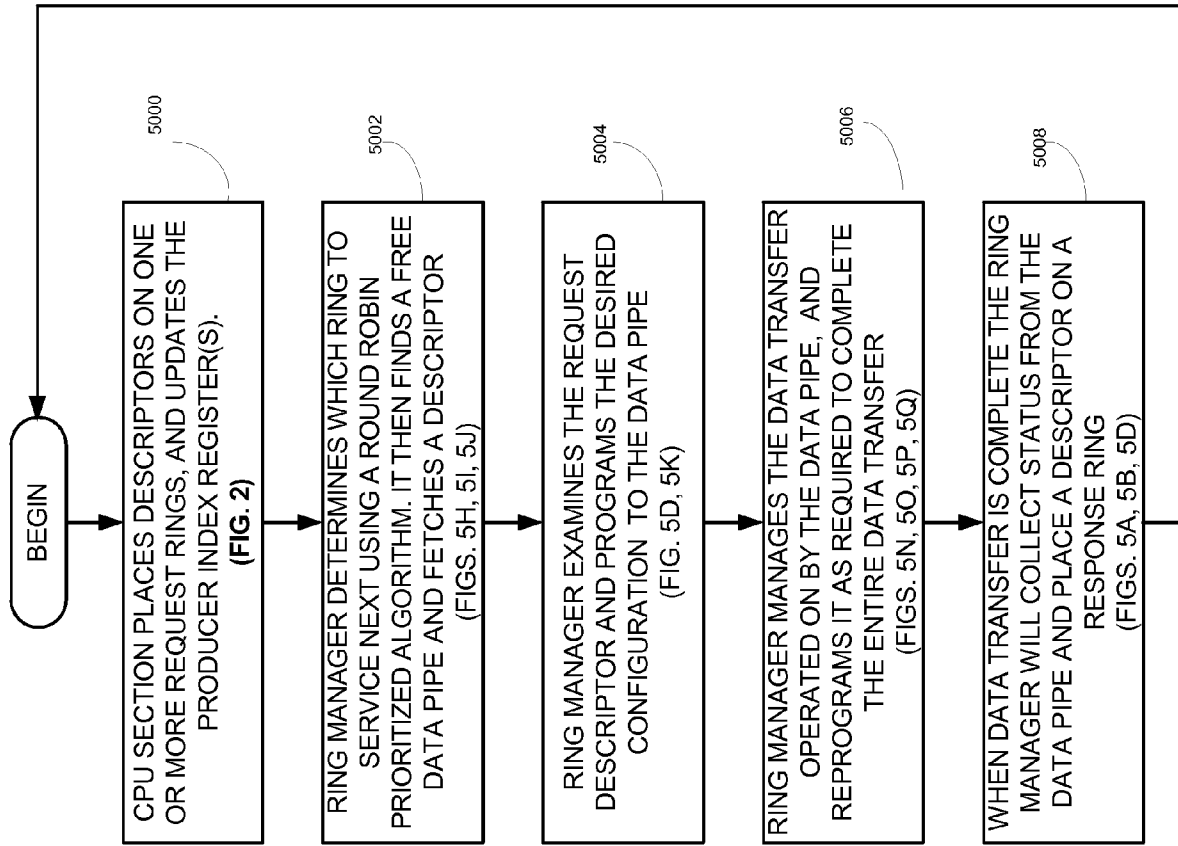 BEGIN
CPU SECTION PLACES DESCRIPTORS ON ONE
OR MORE REQUEST RINGS, AND UPDATES THE
PRODUCER INDEX REGISTER(S).
(FIG. 2)
5000
RING MANAGER DETERMINES WHICH RING TO
SERVICE NEXT USING A ROUND ROBIN
PRIORITIZED ALGORITHM. IT THEN FINDS A FREE
DATA PIPE AND FETCHES A DESCRIPTOR
(FIGS. 5H, 5I, 5J)
5002
RING MANAGER EXAMINES THE REQUEST
DESCRIPTOR AND PROGRAMS THE DESIRED
CONFIGURATION TO THE DATA PIPE
(FIG. 5D, 5K)
5004
RING MANAGER MANAGES THE DATA TRANSFER
OPERATED ON BY THE DATA PIPE, AND
REPROGRAMS IT AS REQUIRED TO COMPLETE
THE ENTIRE DATA TRANSFER
(FIGS. 5N, 5O, 5P, 5Q)
5006
WHEN DATA TRANSFER IS COMPLETE THE RING
MANAGER WILL COLLECT STATUS FROM THE
DATA PIPE AND PLACE A DESCRIPTOR ON A
RESPONSE RING
(FIGS. 5A, 5B, 5D)
5008